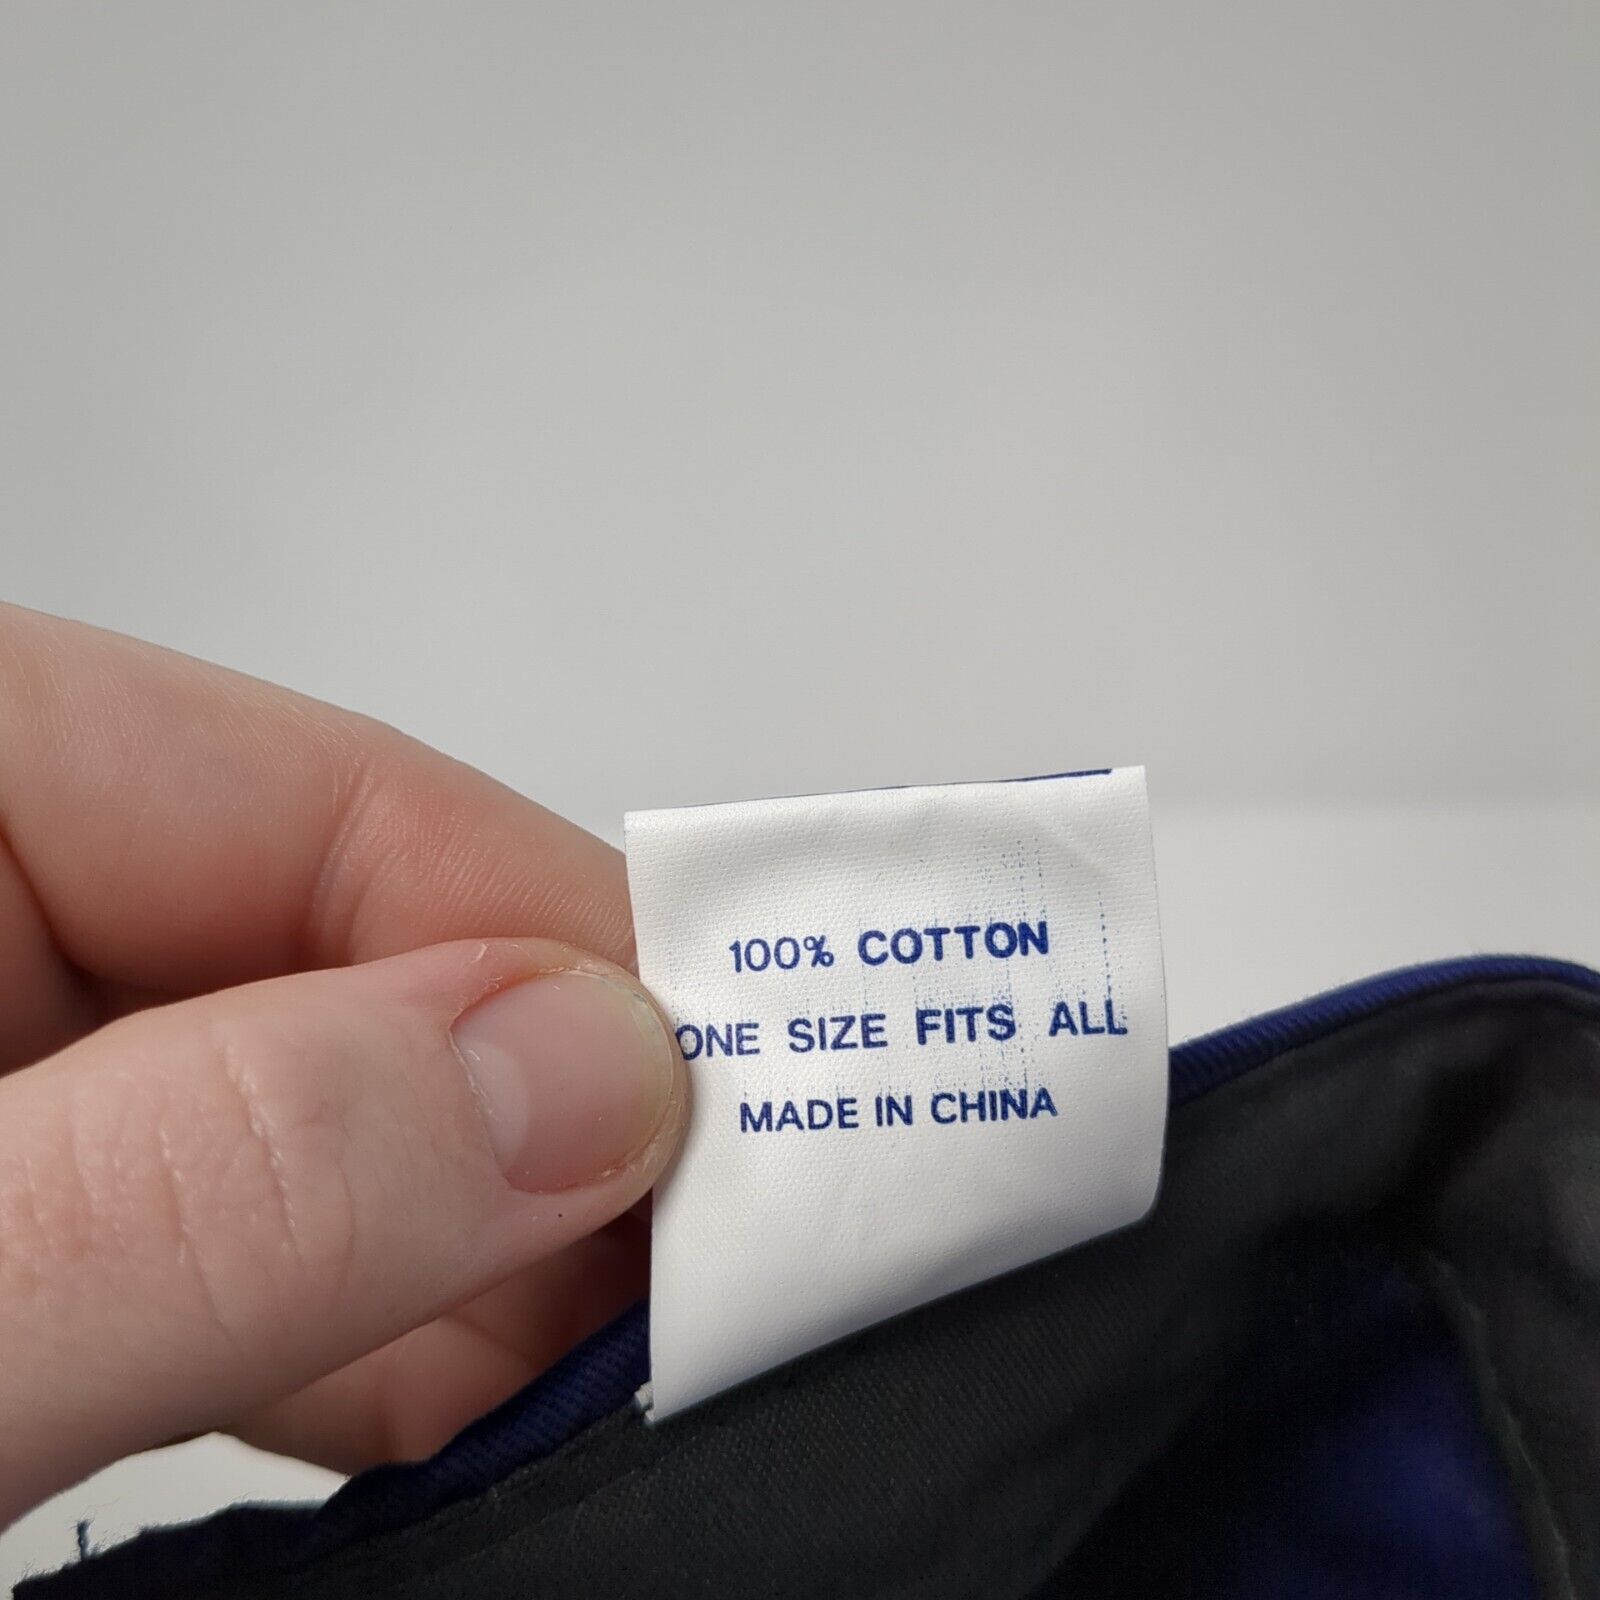 100% COTTON
ONE SIZE FITS ALL
MADE IN CHINA